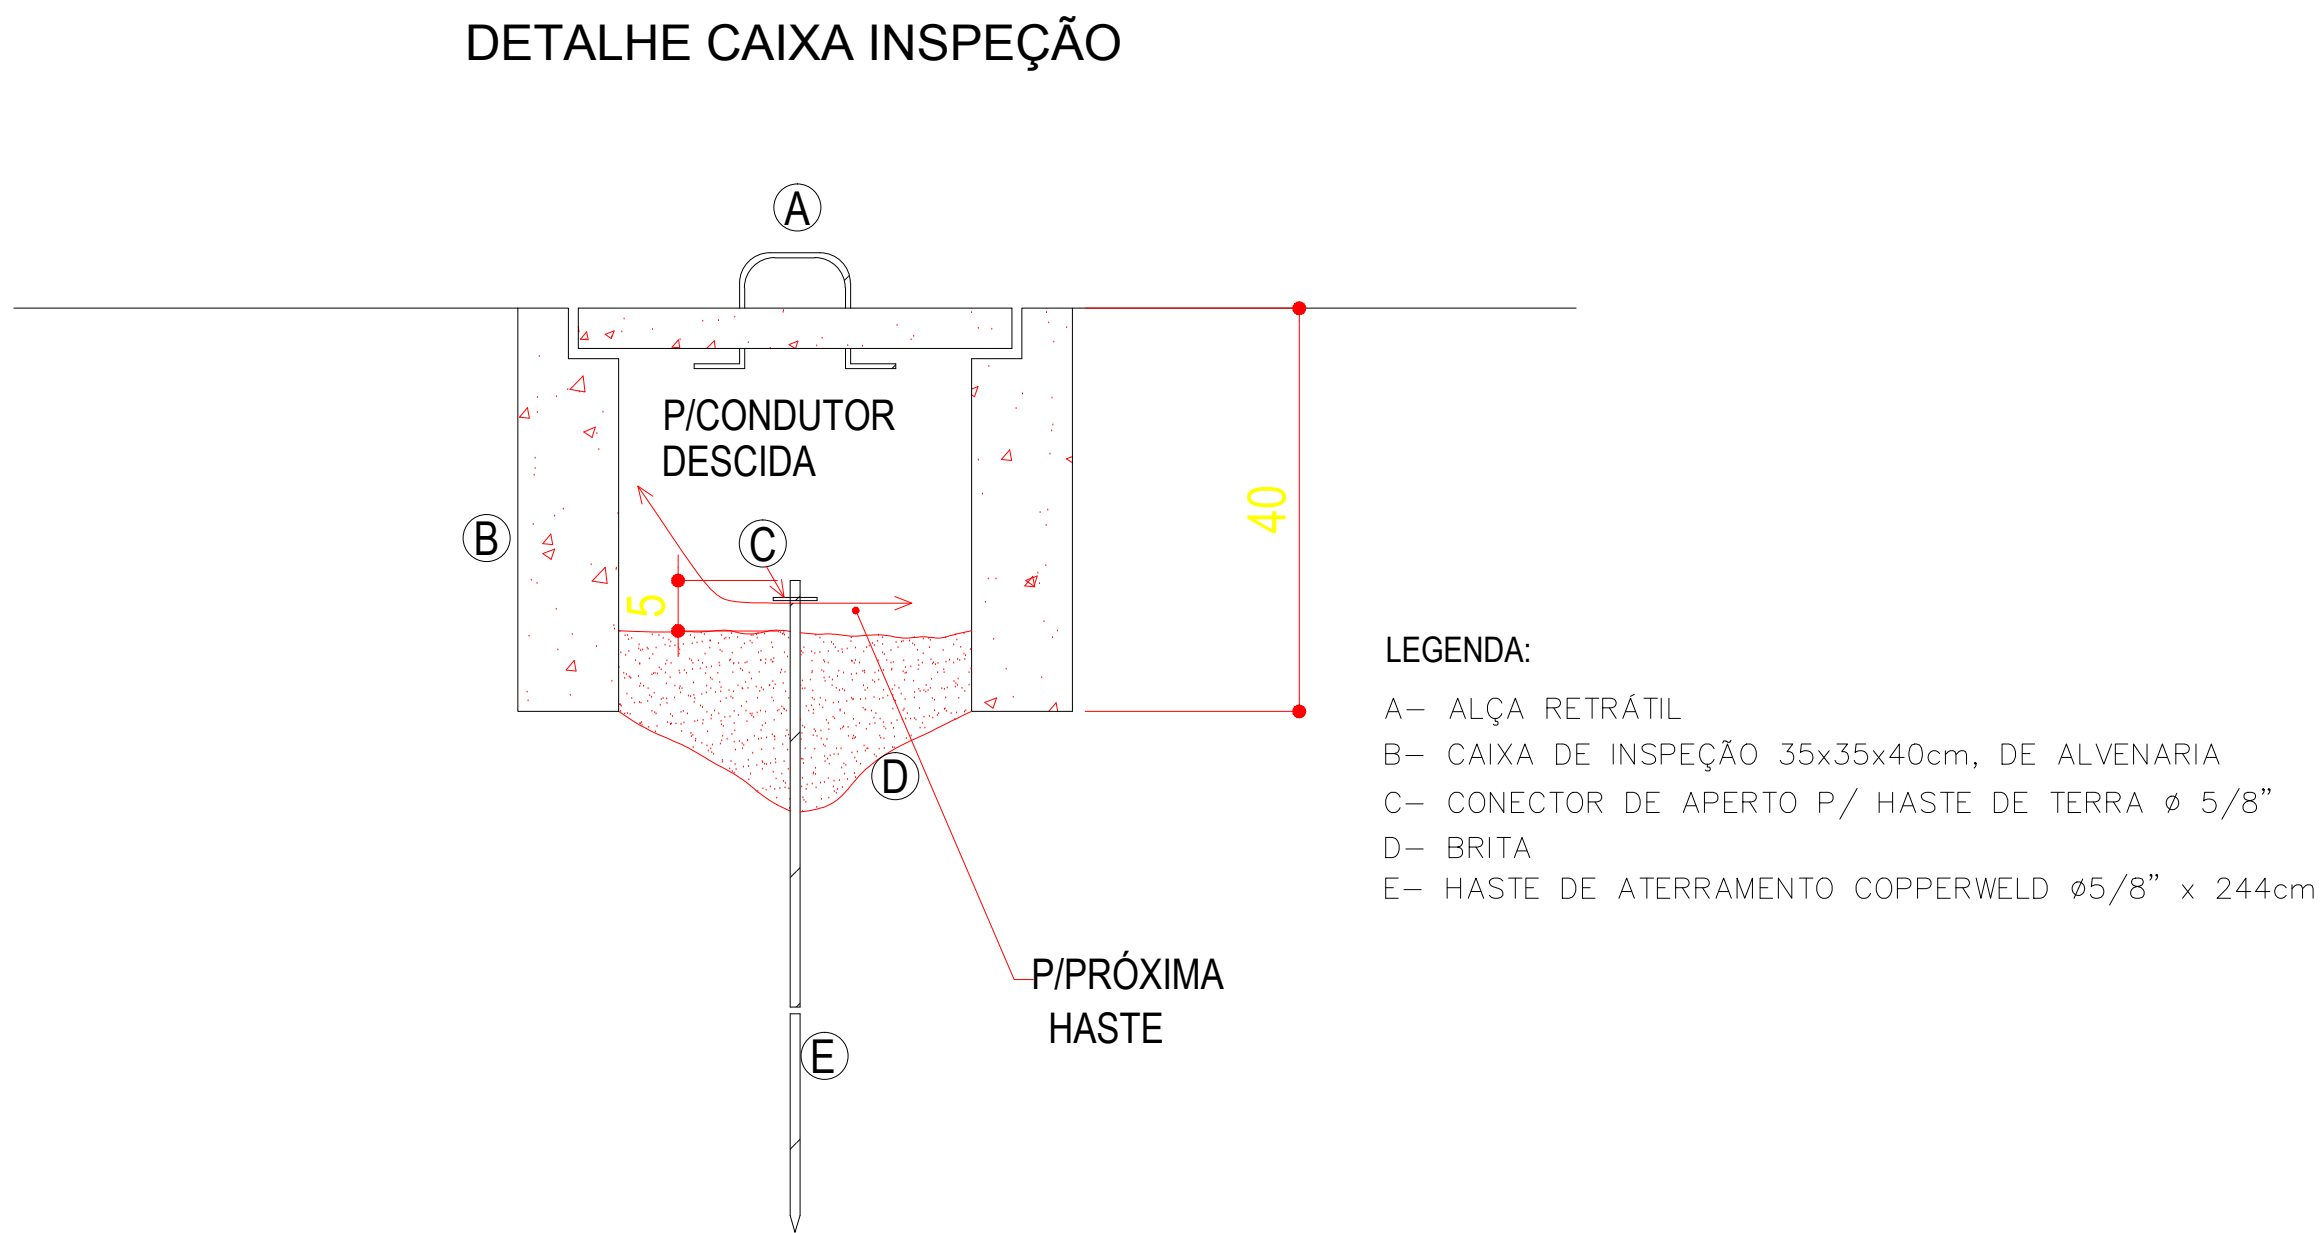 DETALHE CAIXA INSPEÇÃO
A
P/CONDUTOR
DESCIDA
B
C
40
5
D
P/PRÓXIMA
HASTE
E
LEGENDA:
A- ALÇA RETRÁTIL
B- CAIXA DE INSPEÇÃO 35x35x40cm, DE ALVENARIA
C- CONECTOR DE APERTO P/ HASTE DE TERRA ø 5/8"
D- BRITA
E- HASTE DE ATERRAMENTO COPPERWELD ø5/8" x 244cm